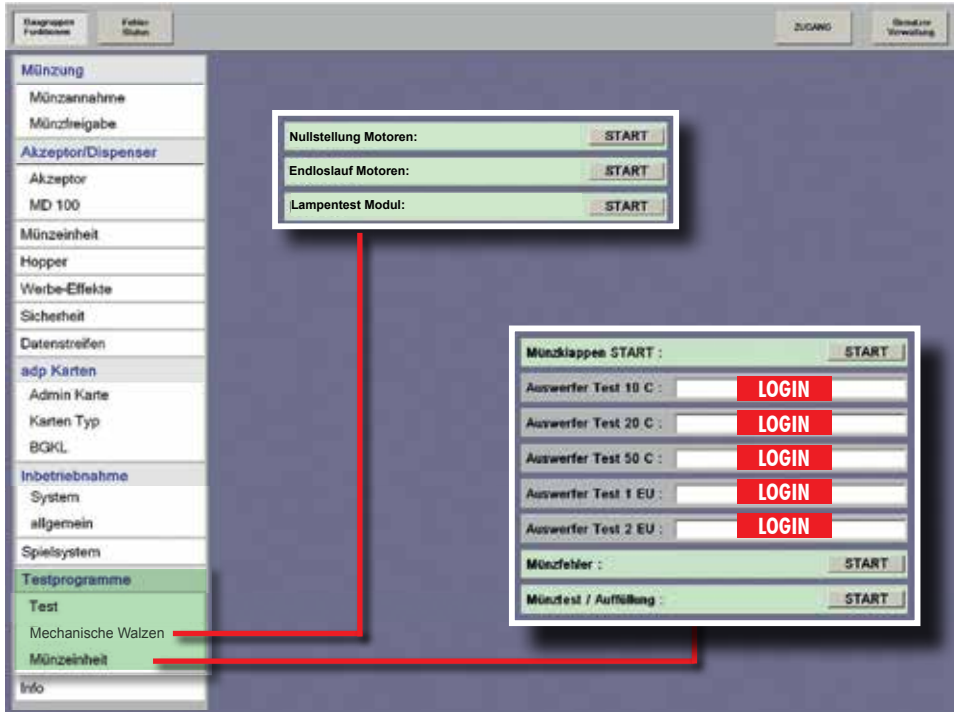 Baugruppen
Funktionen
Fehler
Status
ZUGANG
Benutzer
Verwaltung
Münzung
Münzannahme
Münzfreigabe
Akzeptor/Dispenser
Akzeptor
MD 100
Münzeinheit
Hopper
Werbe-Effekte
Sicherheit
Datenstreifen
adp Karten
Admin Karte
Karten Typ
BGKL
Inbetriebnahme
System
allgemein
Spielsystem
Testprogramme
Test
Mechanische Walzen
Münzeinheit
Info
Nullstellung Motoren: START
Endloslauf Motoren: START
Lampentest Modul: START
Münzklappen START : START
Auswerfer Test 10 C : LOGIN
Auswerfer Test 20 C : LOGIN
Auswerfer Test 50 C : LOGIN
Auswerfer Test 1 EU : LOGIN
Auswerfer Test 2 EU : LOGIN
Münzfehler : START
Münztest / Auffüllung : START